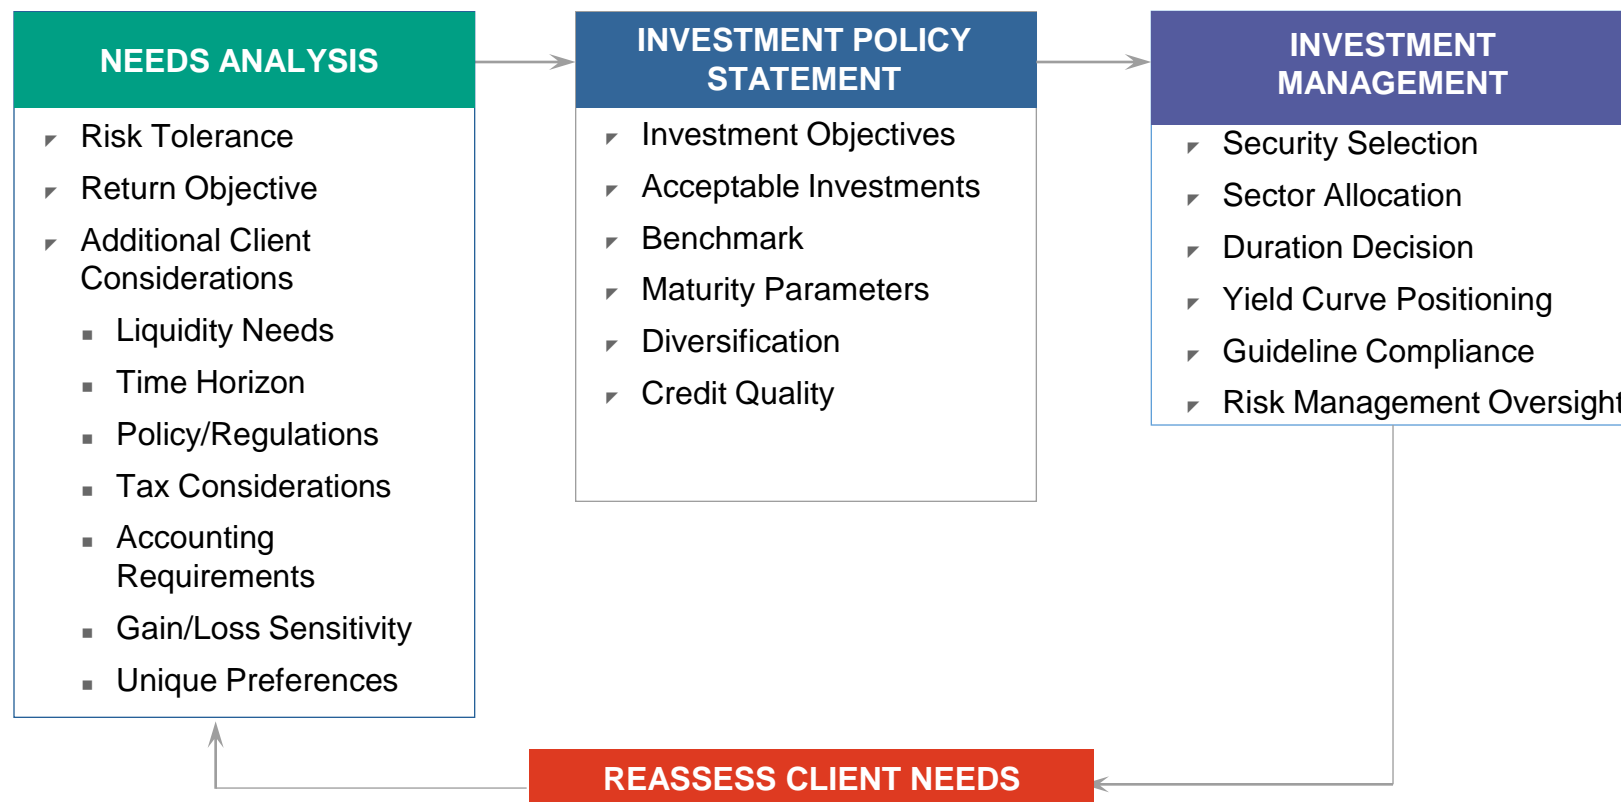 NEEDS ANALYSIS
Risk Tolerance
Return Objective
Additional Client
Considerations
Liquidity Needs
Time Horizon
Policy/Regulations
Tax Considerations
Accounting
Requirements
Gain/Loss Sensitivity
Unique Preferences
INVESTMENT POLICY
STATEMENT
Investment Objectives
Acceptable Investments
Benchmark
Maturity Parameters
Diversification
Credit Quality
INVESTMENT
MANAGEMENT
Security Selection
Sector Allocation
Duration Decision
Yield Curve Positioning
Guideline Compliance
Risk Management Oversight
REASSESS CLIENT NEEDS